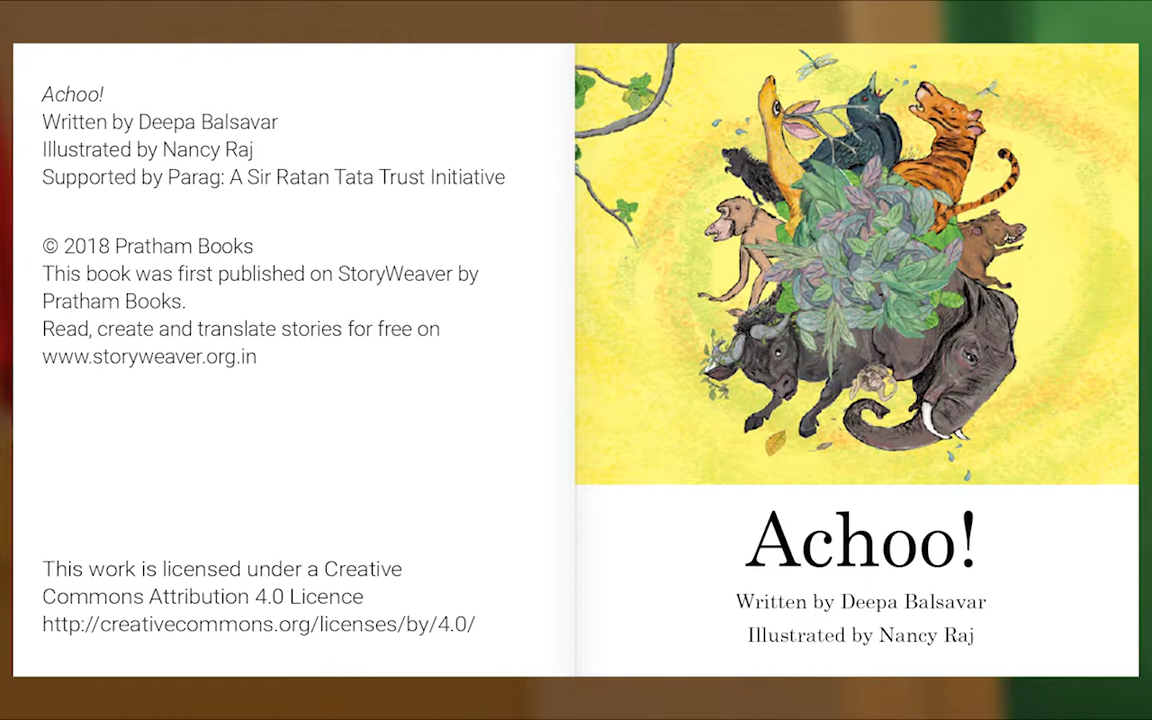 Achoo!
Written by Deepa Balsavar
Illustrated by Nancy Raj
Supported by Parag: A Sir Ratan Tata Trust Initiative
© 2018 Pratham Books
This book was first published on StoryWeaver by
Pratham Books.
Read, create and translate stories for free on
www.storyweaver.org.in
This work is licensed under a Creative
Commons Attribution 4.0 Licence
http://creativecommons.org/licenses/by/4.0/
Achoo!
Written by Deepa Balsavar
Illustrated by Nancy Raj